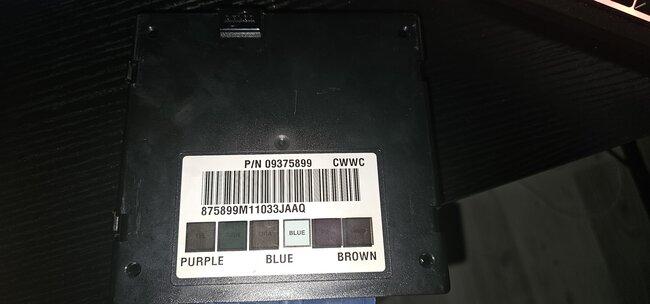 P/N 09375899 CWWC
875899M11033JAAQ
BLUE
PURPLE BLUE BROWN